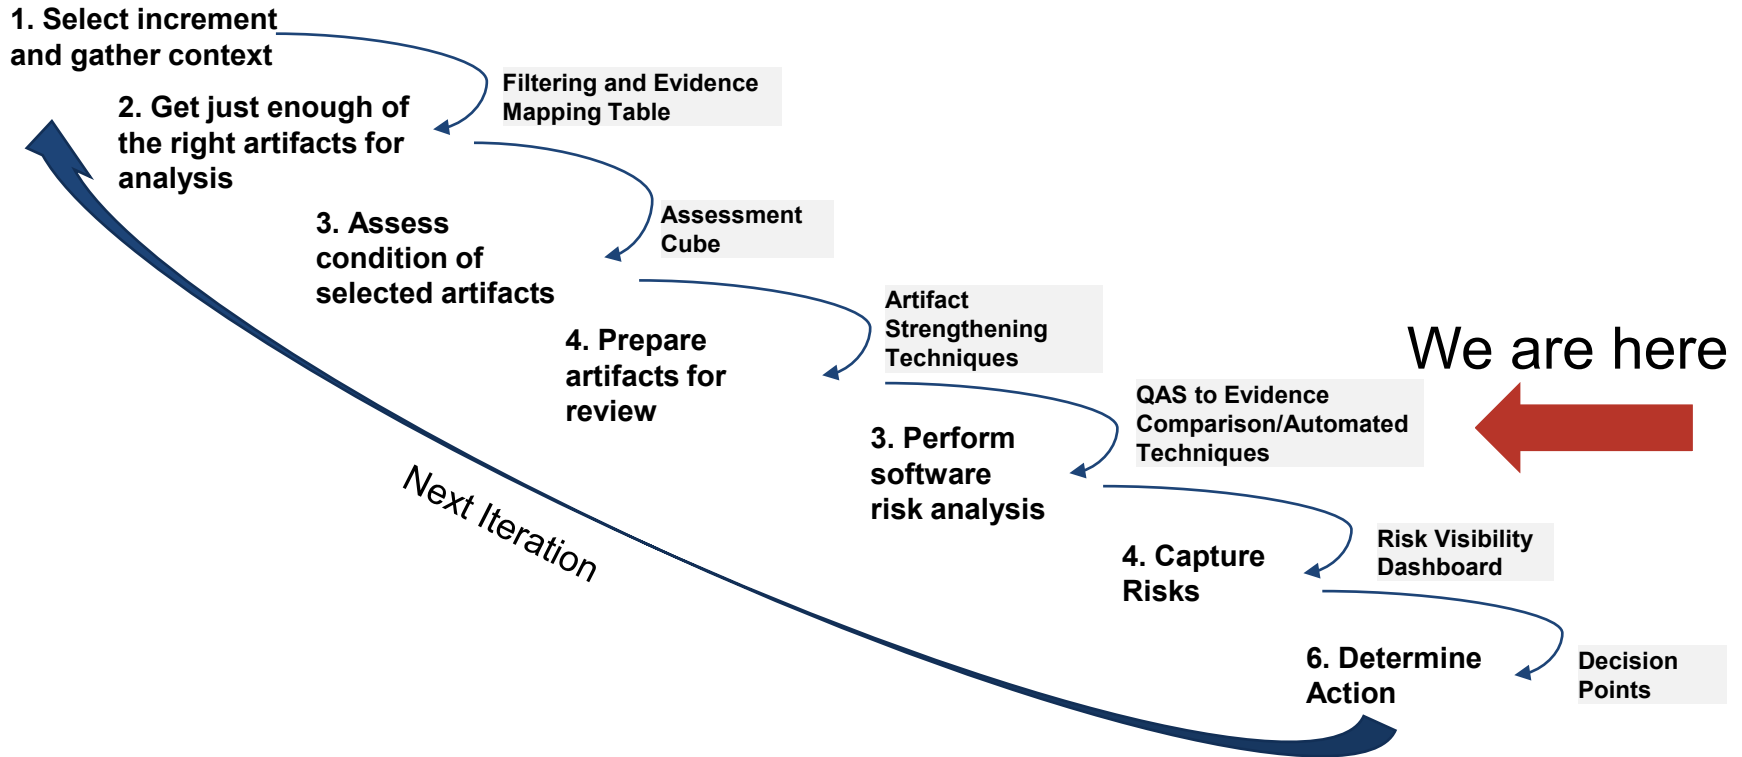 1. Select increment
and gather context
Filtering and Evidence
Mapping Table
2. Get just enough of
the right artifacts for
analysis
Assessment
Cube
3. Assess
condition of
selected artifacts
Artifact
Strengthening
Techniques
4. Prepare
artifacts for
review
We are here
QAS to Evidence
Comparison/Automated
Techniques
3. Perform
software
risk analysis
Next Iteration
Risk Visibility
Dashboard
4. Capture
Risks
6. Determine
Action
Decision
Points